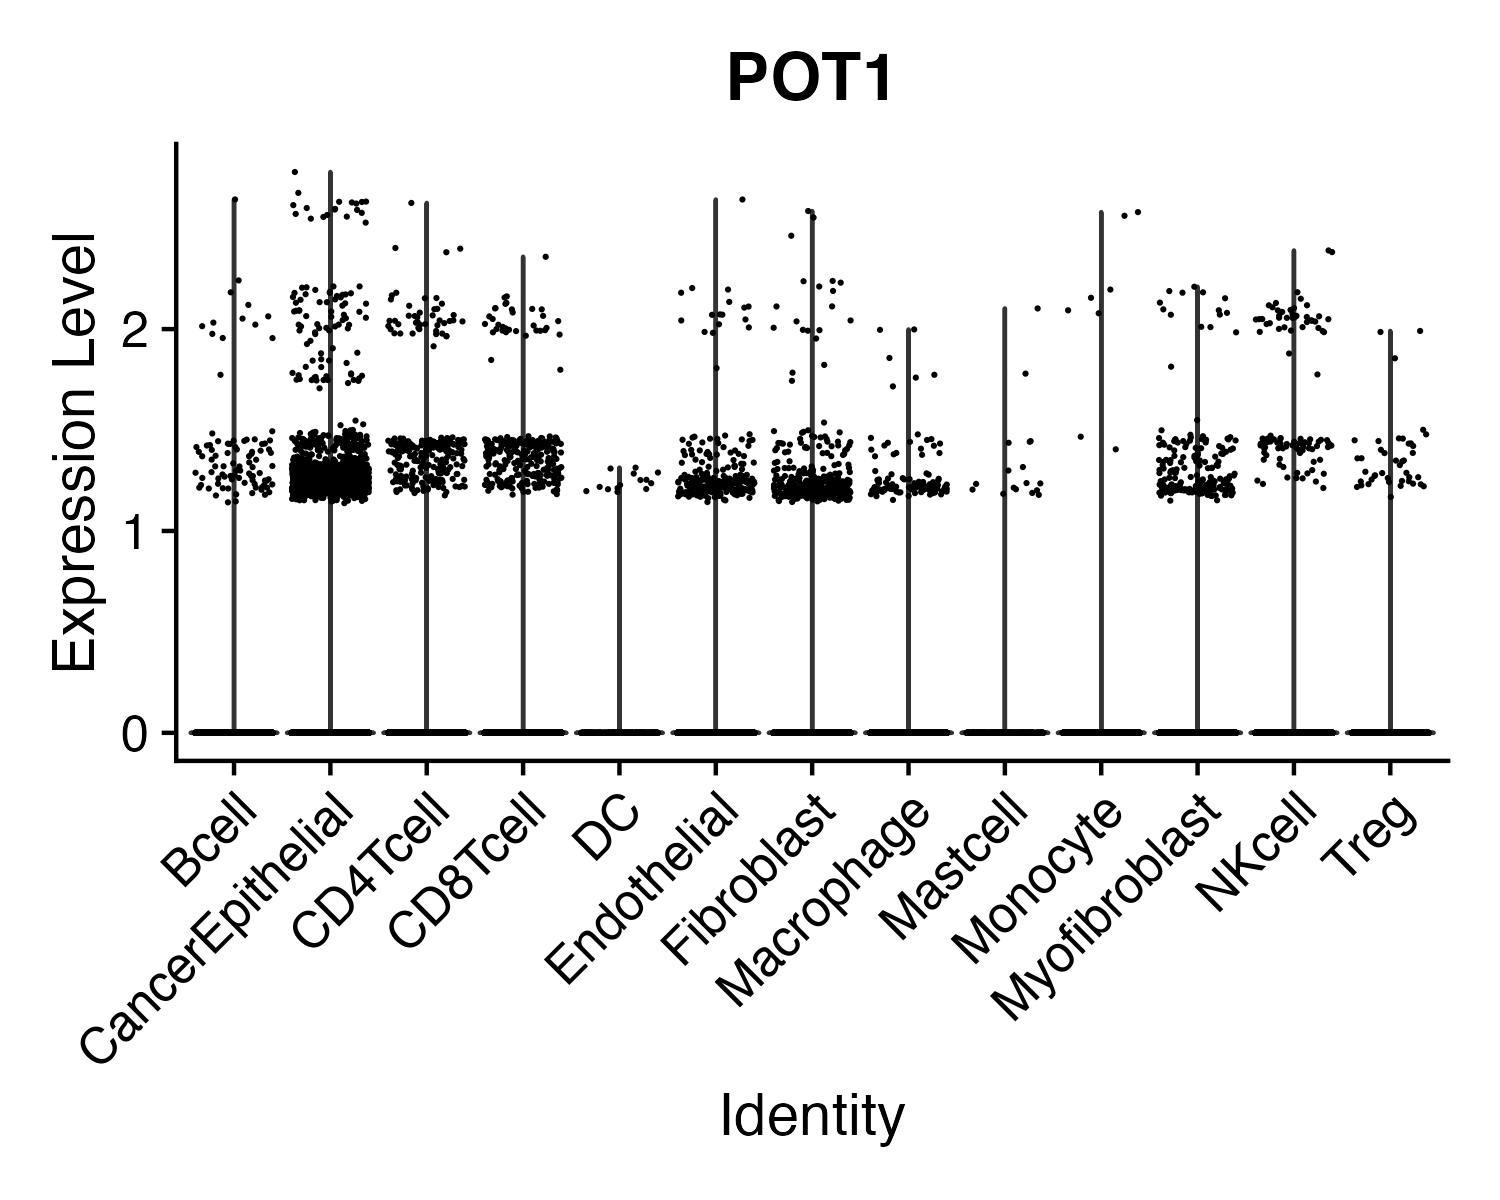 POT1
Expression Level
2
1
0
Bcell
CancerEpithelial
CD4Tcell
CD8Tcell
DC
Endothelial
Fibroblast
Macrophage
Mastcell
Monocyte
Myofibroblast
NKcell
Treg
Identity